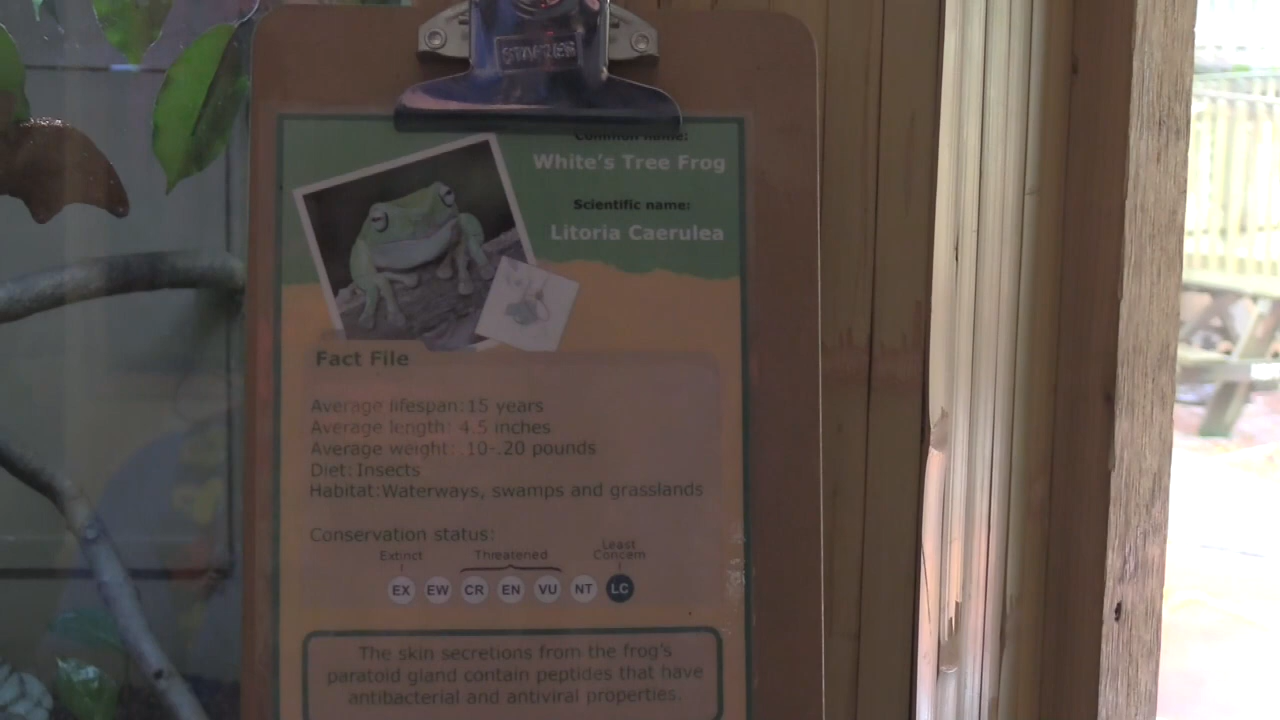 STAPLES
Common name:
White's Tree Frog
Scientific name:
Litoria Caerulea
Fact File
Average lifespan: 15 years
Average length: 4.5 inches
Average weight: .10-.20 pounds
Diet: Insects
Habitat: Waterways, swamps and grasslands
Conservation status:
Extinct Threatened Least Concern
EX EW CR EN VU NT LC
The skin secretions from the frog's
paratoid gland contain peptides that have
antibacterial and antiviral properties.